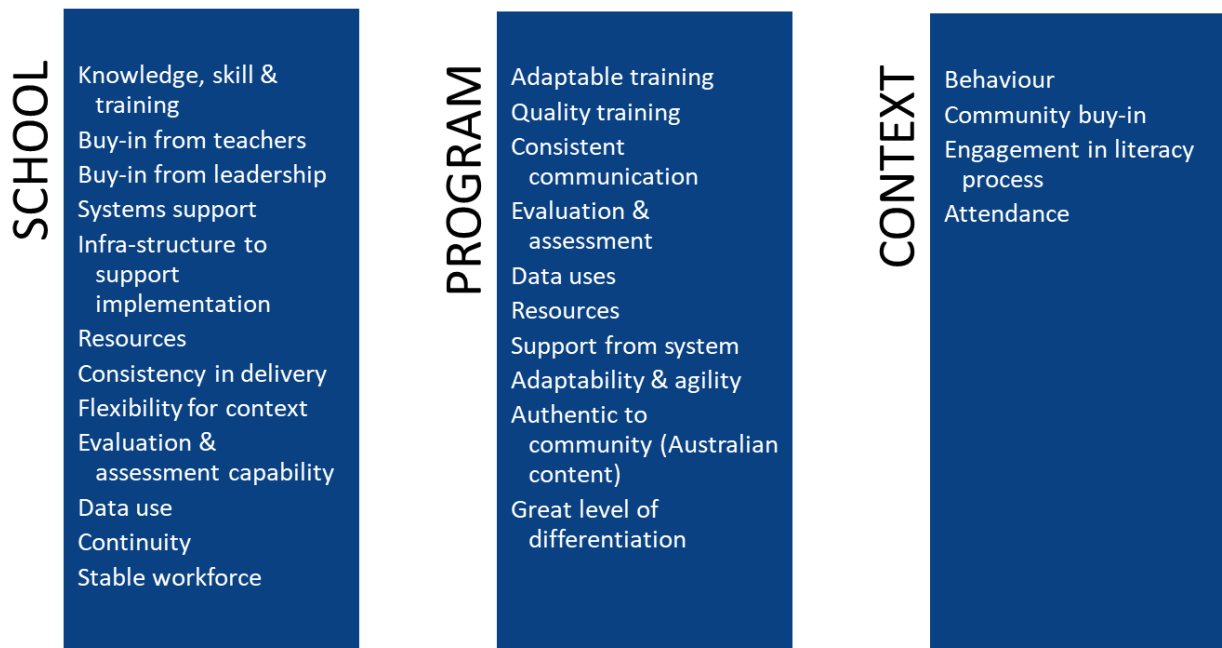 SCHOOL
Knowledge, skill &
training
Buy-in from teachers
Buy-in from leadership
Systems support
Infra-structure to
support
implementation
Resources
Consistency in delivery
Flexibility for context
Evaluation &
assessment capability
Data use
Continuity
Stable workforce
PROGRAM
Adaptable training
Quality training
Consistent
communication
Evaluation &
assessment
Data uses
Resources
Support from system
Adaptability & agility
Authentic to
community (Australian
content)
Great level of
differentiation
CONTEXT
Behaviour
Community buy-in
Engagement in literacy
process
Attendance